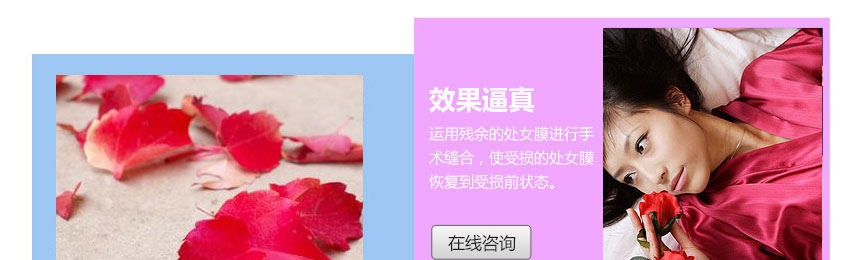 效果逼真
运用残余的处女膜进行手
术缝合，使受损的处女膜
恢复到受损前状态。
在线咨询